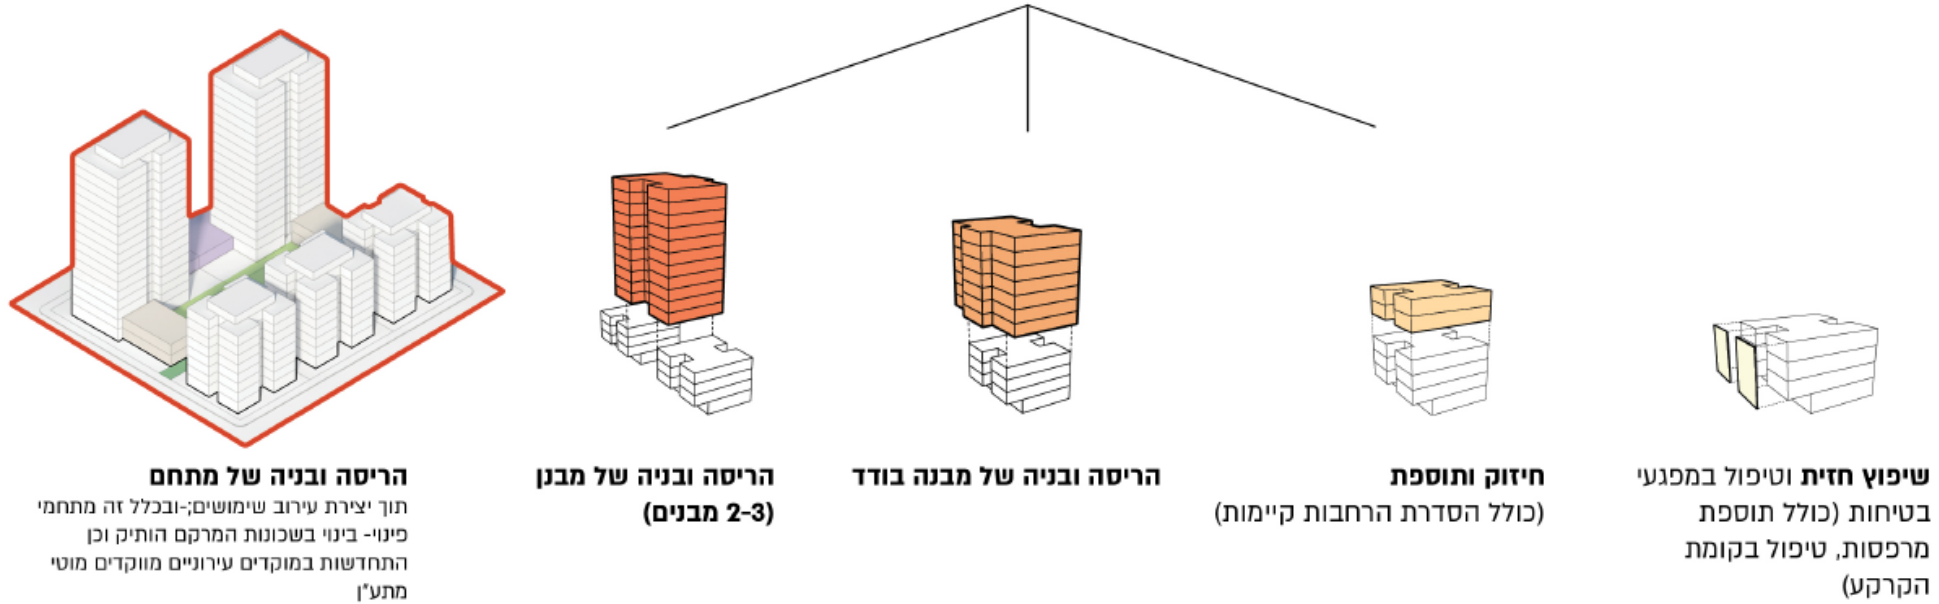 שיפוץ חזית וטיפול במפגעי
בטיחות (כולל תוספת
מרפסות, טיפול בקומת
הקרקע)
חיזוק ותוספת
(כולל הסדרת הרחבות קיימות)
הריסה ובניה של מבנה בודד
הריסה ובניה של מבנן
(2-3 מבנים)
הריסה ובניה של מתחם
תוך יצירת עירוב שימושים;-ובכלל זה מתחמי
פינוי- בינוי בשכונות המרקם הותיק וכן
התחדשות במוקדים עירוניים מווקדים מוטי
מתע"ן